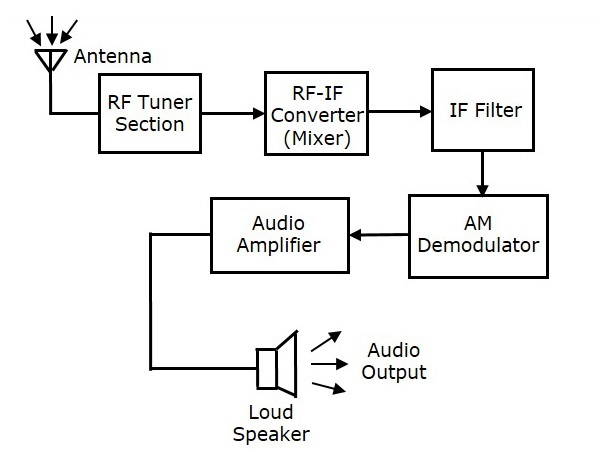 Antenna
RF Tuner
Section
RF-IF
Converter
(Mixer)
IF Filter
Audio
Amplifier
AM
Demodulator
Audio
Output
Loud
Speaker